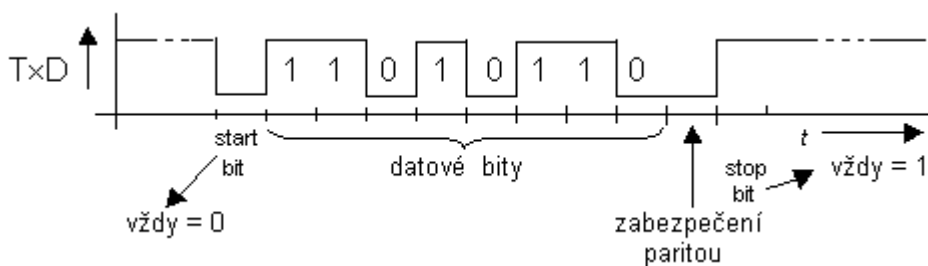 T×D
1 1 0 1 0 1 1 0
start
bit
datové bity
t
stop
bit
vždy = 1
vždy = 0
zabezpečení
paritou